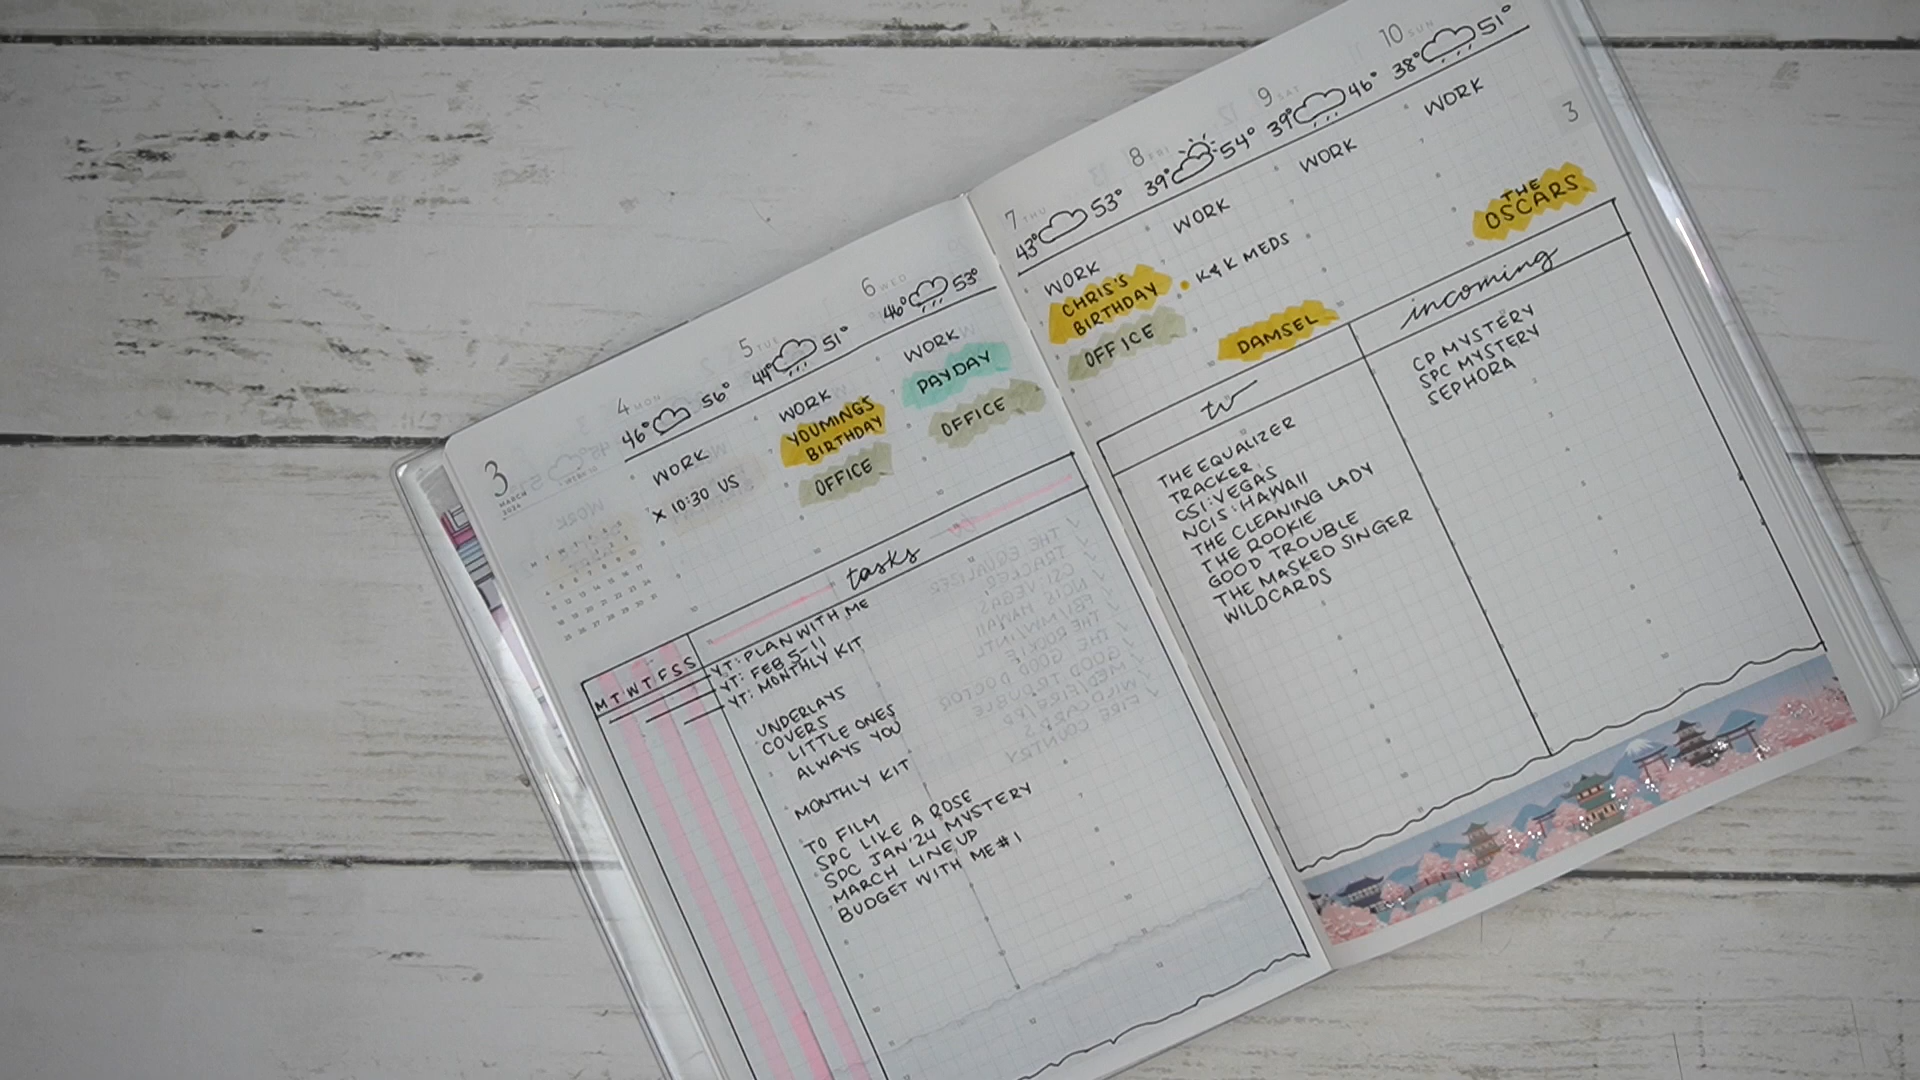 3
MARCH
2024
4 MON
46° 56°
WORK
x 10:30 US
5 TUE
44° 51°
WORK
YOUMINGS
BIRTHDAY
OFFICE
6 WED
46° 53°
WORK
PAYDAY
OFFICE
tasks
M T W T F S S
YT: PLAN WITH ME
YT: FEB 5-11
YT: MONTHLY KIT
UNDERLAYS
COVERS
LITTLE ONES
ALWAYS YOU
MONTHLY KIT
TO FILM
SPC LIKE A ROSE
SPC JAN '24 MYSTERY
MARCH LINE UP
BUDGET WITH ME #1
7 THU
43° 53°
WORK
CHRIS'S
BIRTHDAY
OFFICE
8 FRI
39° 54°
WORK
K&K MEDS
DAMSEL
9 SAT
39° 46°
WORK
10 SUN
38° 51°
WORK
3
THE
OSCARS
tv
THE EQUALIZER
TRACKER
CSI: VEGAS
NCIS: HAWAII
THE CLEANING LADY
THE ROOKIE
GOOD TROUBLE
THE MASKED SINGER
WILDCARDS
incoming
CP MYSTERY
SPC MYSTERY
SEPHORA